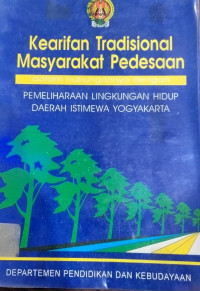 Kearifan Tradisional
Masyarakat Pedesaan
PEMELIHARAAN LINGKUNGAN HIDUP
DAERAH ISTIMEWA YOGYAKARTA
DEPARTEMEN PENDIDIKAN DAN KEBUDAYAAN